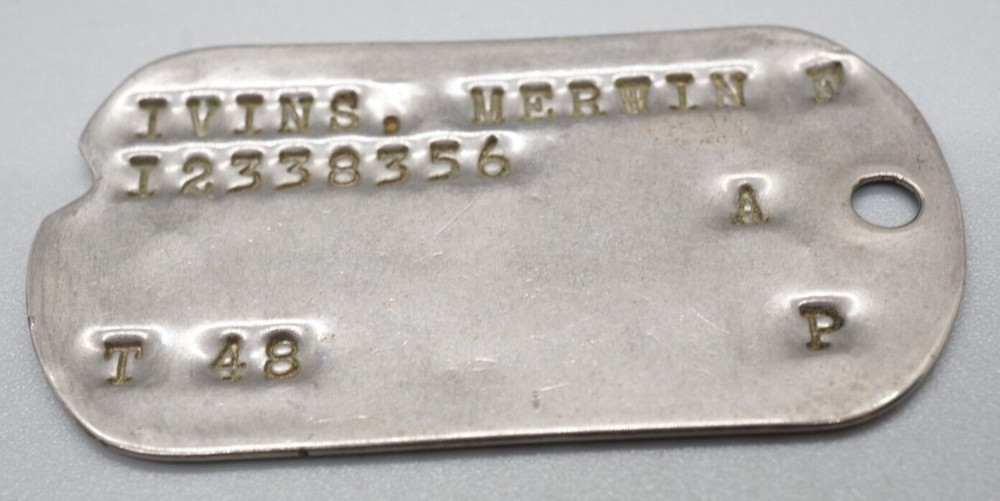 IVINS, MERWIN F
12338356
A
P
T 48